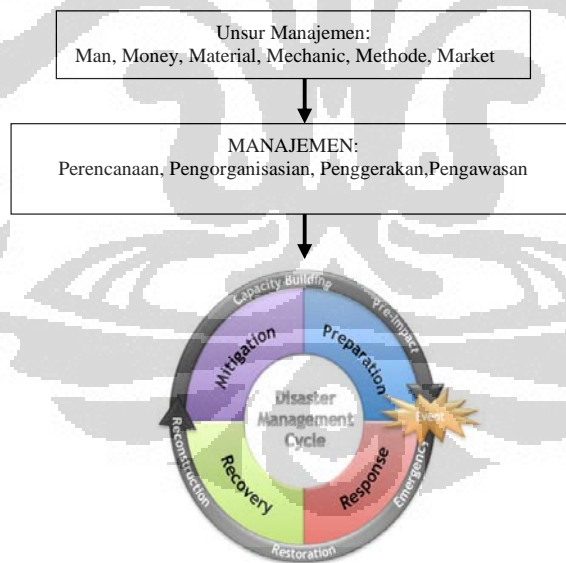 Unsur Manajemen:
Man, Money, Material, Mechanic, Methode, Market
MANAJEMEN:
Perencanaan, Pengorganisasian, Penggerakan,Pengawasan
Capacity Building
Pre-Impact
Mitigation
Preparation
Disaster
Management
Cycle
Event
Reconstruction
Recovery
Response
Emergency
Restoration